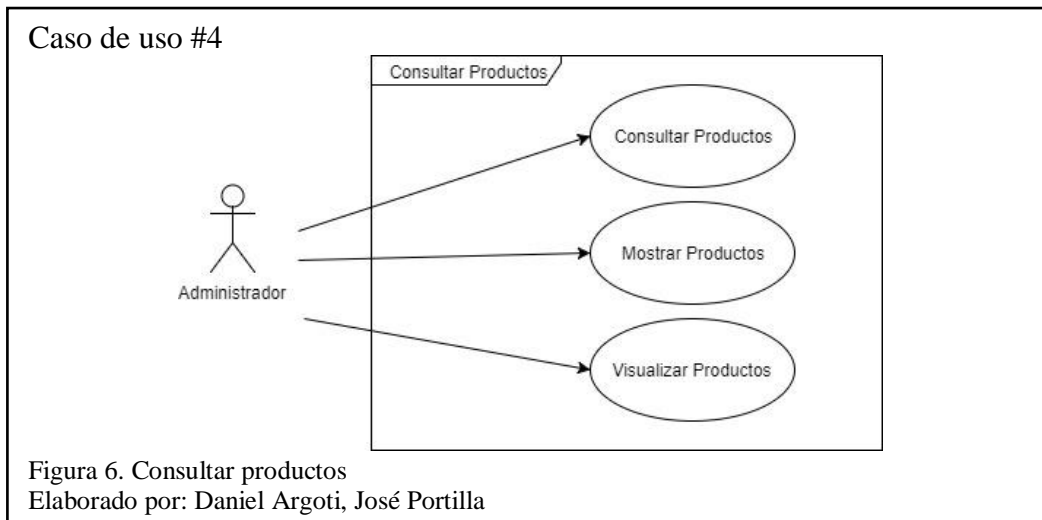 Caso de uso #4
Consultar Productos
Consultar Productos
Mostrar Productos
Administrador
Visualizar Productos
Figura 6. Consultar productos
Elaborado por: Daniel Argoti, José Portilla